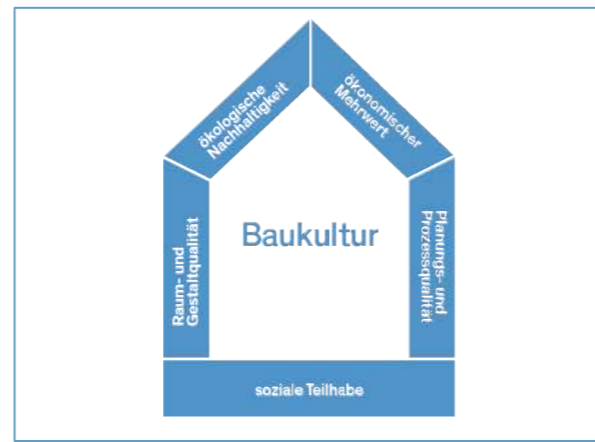 ökologische
Nachhaltigkeit
ökonomischer
Mehrwert
Raum- und
Gestaltqualität
Baukultur
Planungs- und
Prozessqualität
soziale Teilhabe